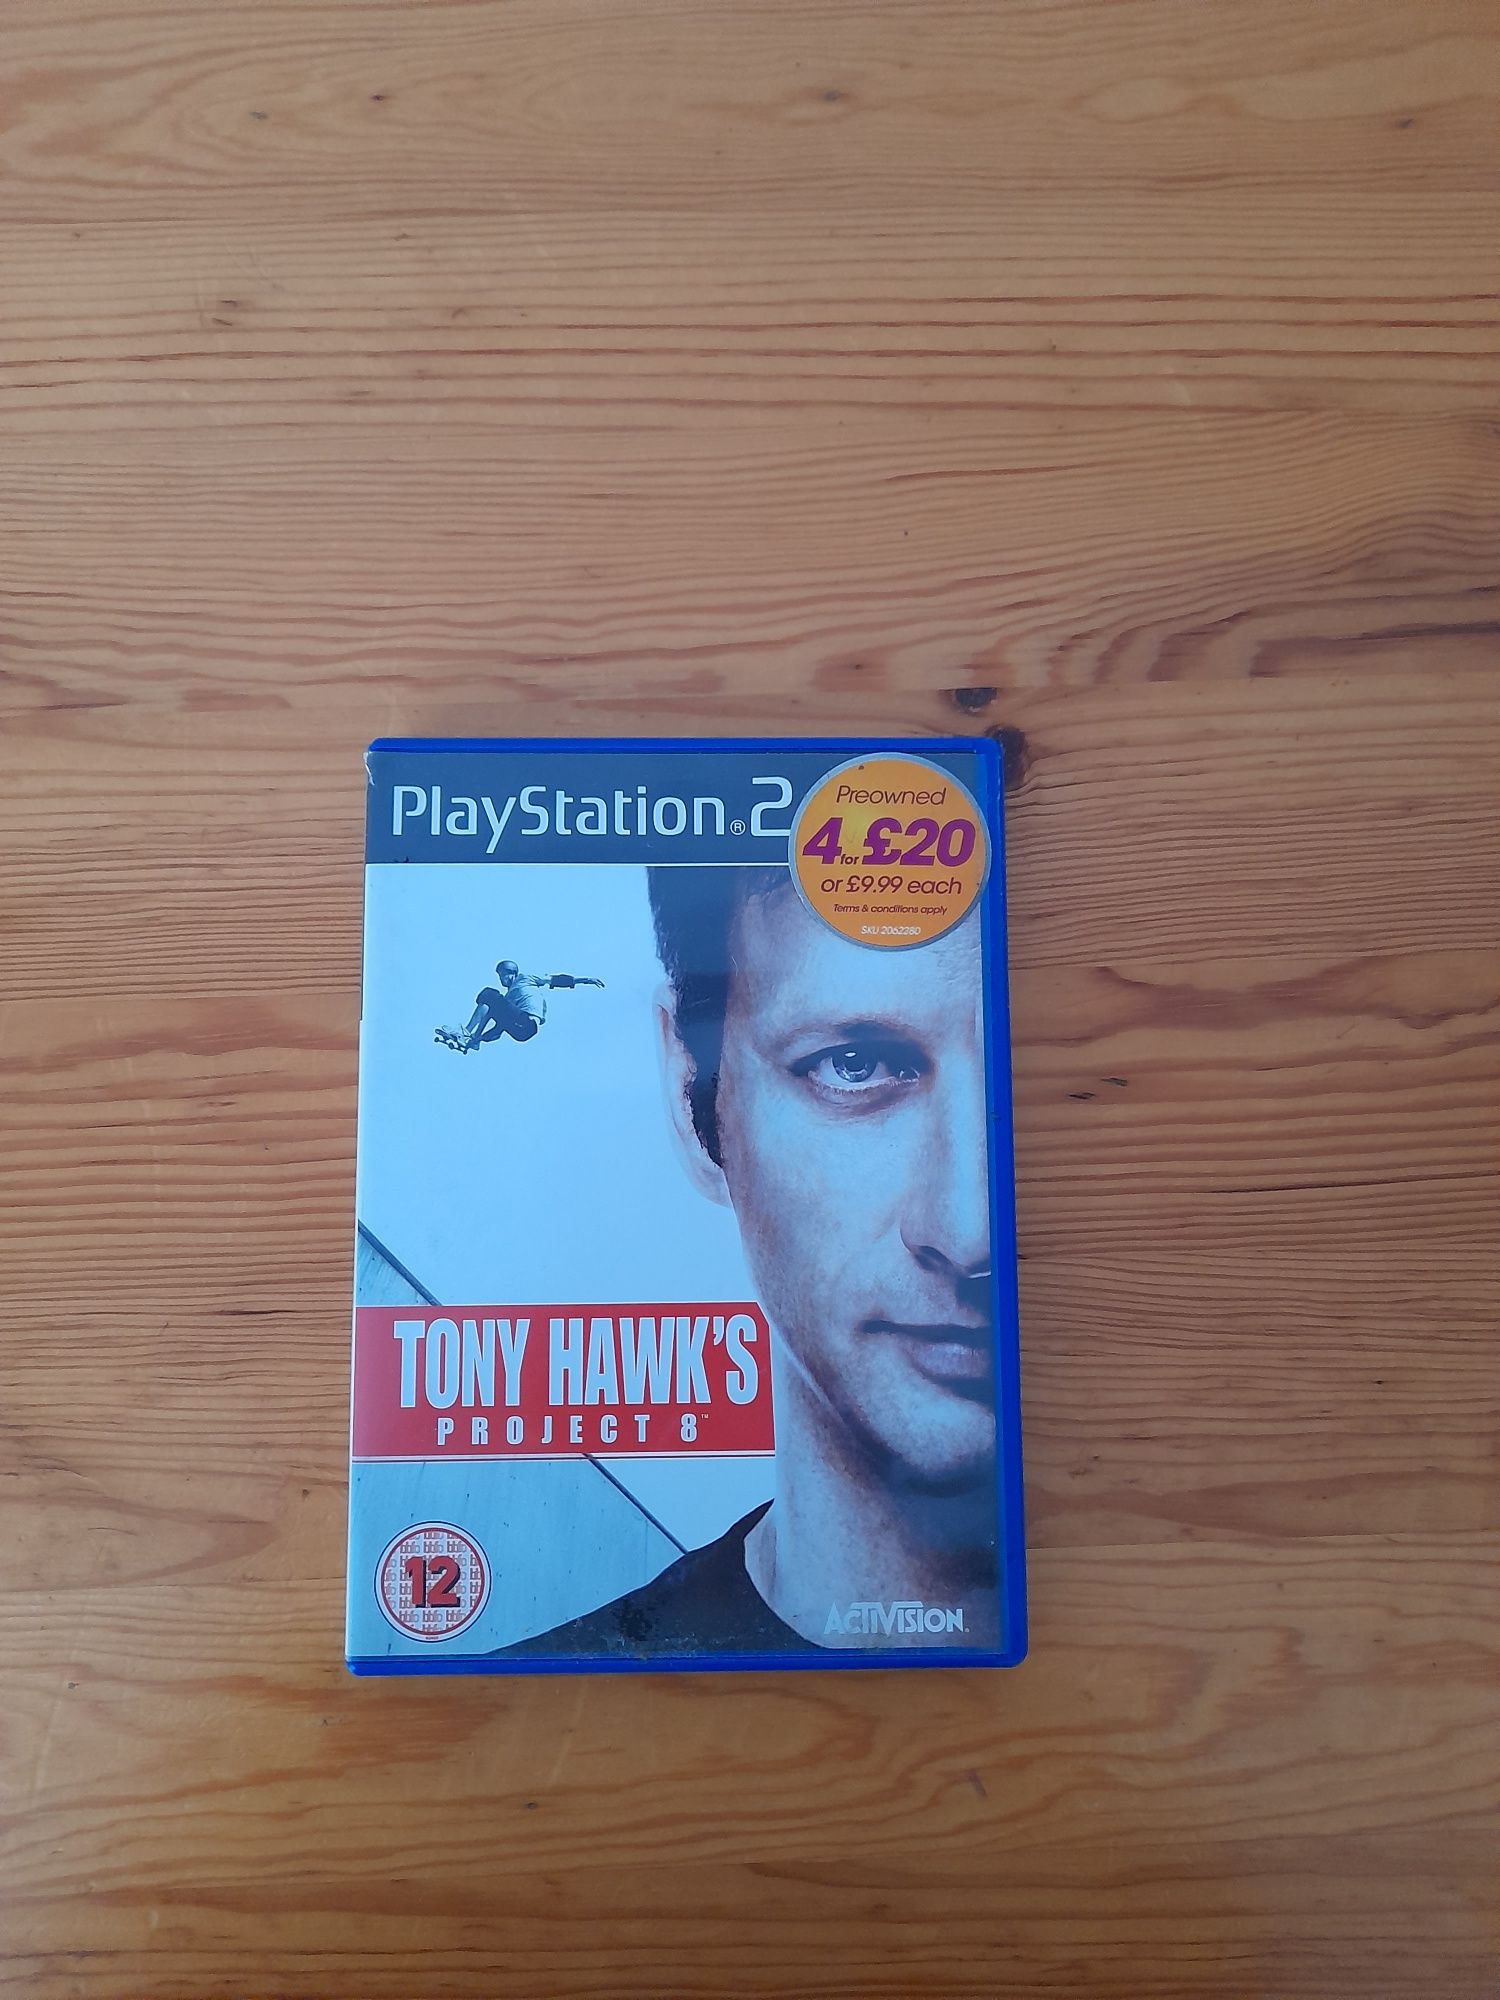 PlayStation®2
Preowned
4 for £20
or £9.99 each
Terms & conditions apply
SKU 2062280
TONY HAWK'S
PROJECT 8™
12
ACTIVISION®